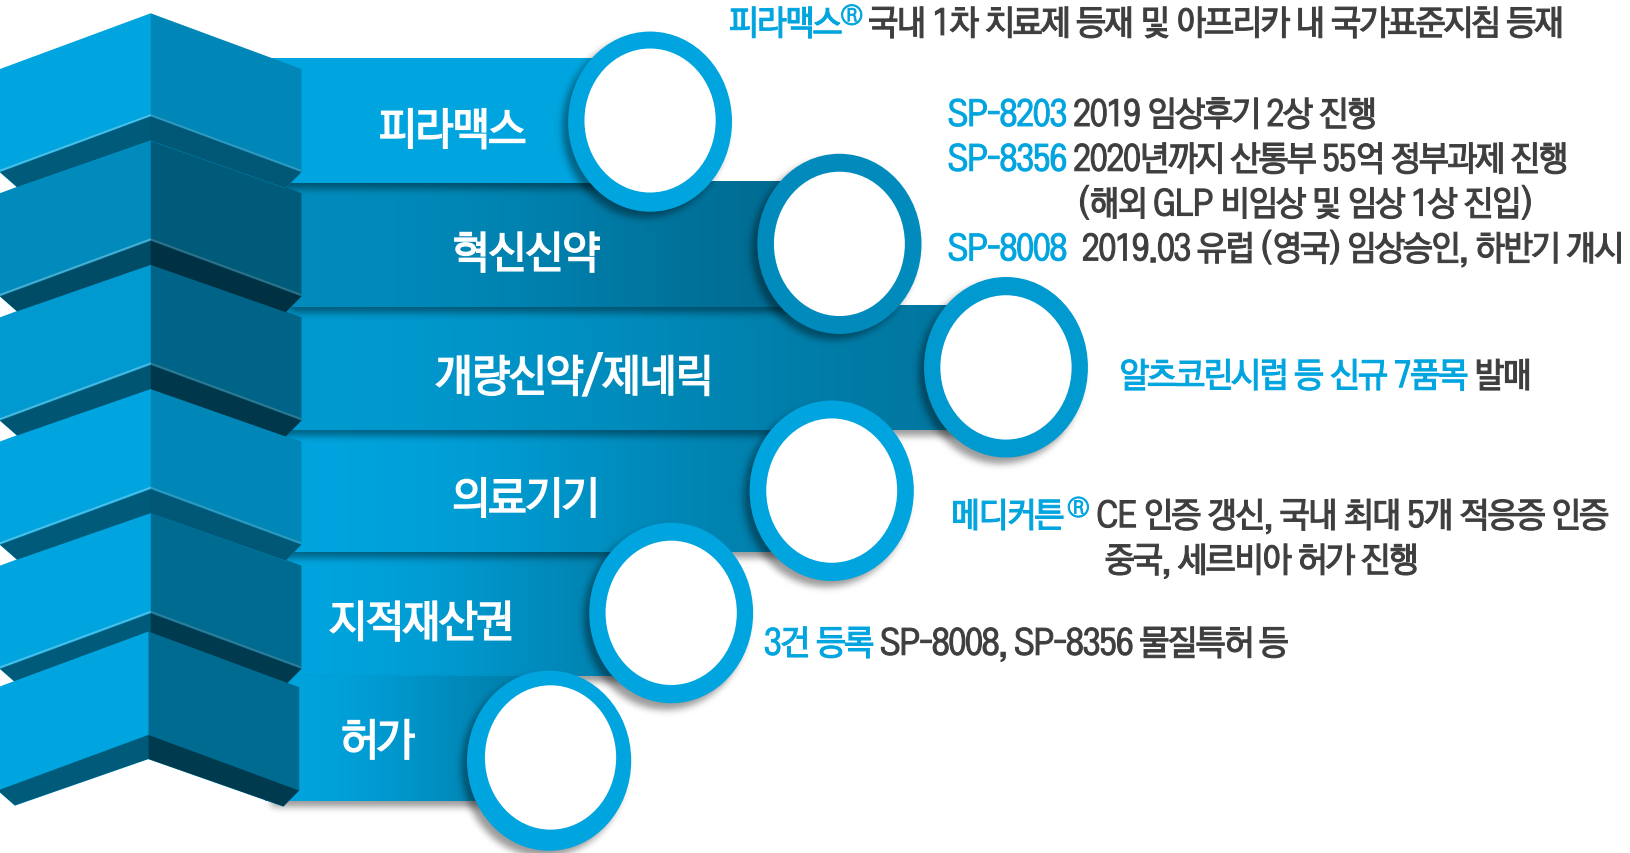 피라맥스® 국내 1차 치료제 등재 및 아프리카 내 국가표준지침 등재
피라맥스
SP-8203 2019 임상후기 2상 진행
SP-8356 2020년까지 산통부 55억 정부과제 진행
(해외 GLP 비임상 및 임상 1상 진입)
SP-8008 2019.03 유럽 (영국) 임상승인, 하반기 개시
혁신신약
개량신약/제네릭
알츠코린시럽 등 신규 7품목 발매
의료기기
메디커튼® CE 인증 갱신, 국내 최대 5개 적응증 인증
중국, 세르비아 허가 진행
지적재산권
3건 등록 SP-8008, SP-8356 물질특허 등
허가